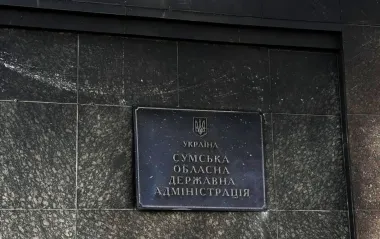 УКРАЇНА
СУМСЬКА
ОБЛАСНА
ДЕРЖАВНА
АДМІНІСТРАЦІЯ